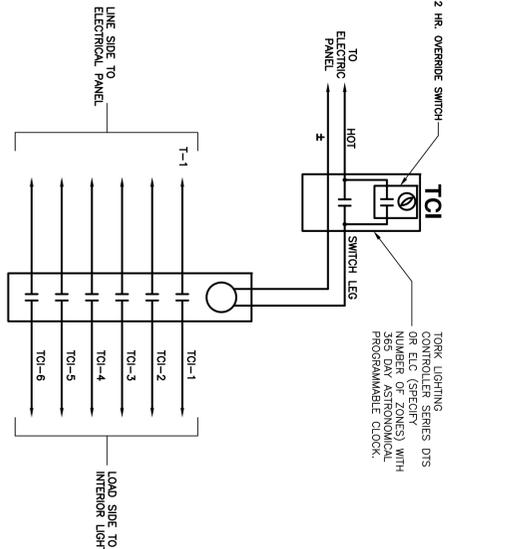 2 HR. OVERRIDE SWITCH
TCI
TORK LIGHTING
CONTROLLER SERIES DTS
OR ELC (SPECIFY
NUMBER OF ZONES) WITH
365 DAY ASTRONOMICAL
PROGRAMMABLE CLOCK.
TO
ELECTRIC
PANEL
HOT
SWITCH LEG
±
T-1
TCI-1
TCI-2
TCI-3
TCI-4
TCI-5
TCI-6
LINE SIDE TO
ELECTRICAL PANEL
LOAD SIDE TO
INTERIOR LIGHT